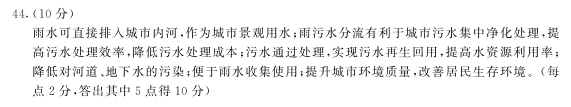 44.(10分)
雨水可直接排入城市内河,作为城市景观用水;雨污分流有利于城市污水集中净化处理,提
高污水处理效率,降低污水处理成本;污水通过处理,实现污水再生回用,提高水资源利用率;
降低对河道、地下水的污染;便于雨水收集使用;提升城市环境质量,改善居民生存环境。(每
点2分,答出其中5点得10分)